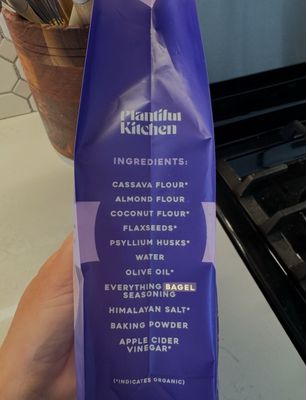 Plantiful
Kitchen
INGREDIENTS:
CASSAVA FLOUR*
ALMOND FLOUR
COCONUT FLOUR*
FLAXSEEDS*
PSYLLIUM HUSKS*
WATER
OLIVE OIL*
EVERYTHING BAGEL
SEASONING
HIMALAYAN SALT*
BAKING POWDER
APPLE CIDER
VINEGAR*
(*INDICATES ORGANIC)